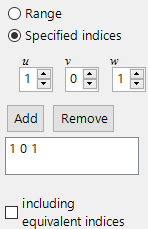 Range
Specified indices
u v w
1 0 1
Add Remove
1 0 1
including
equivalent indices